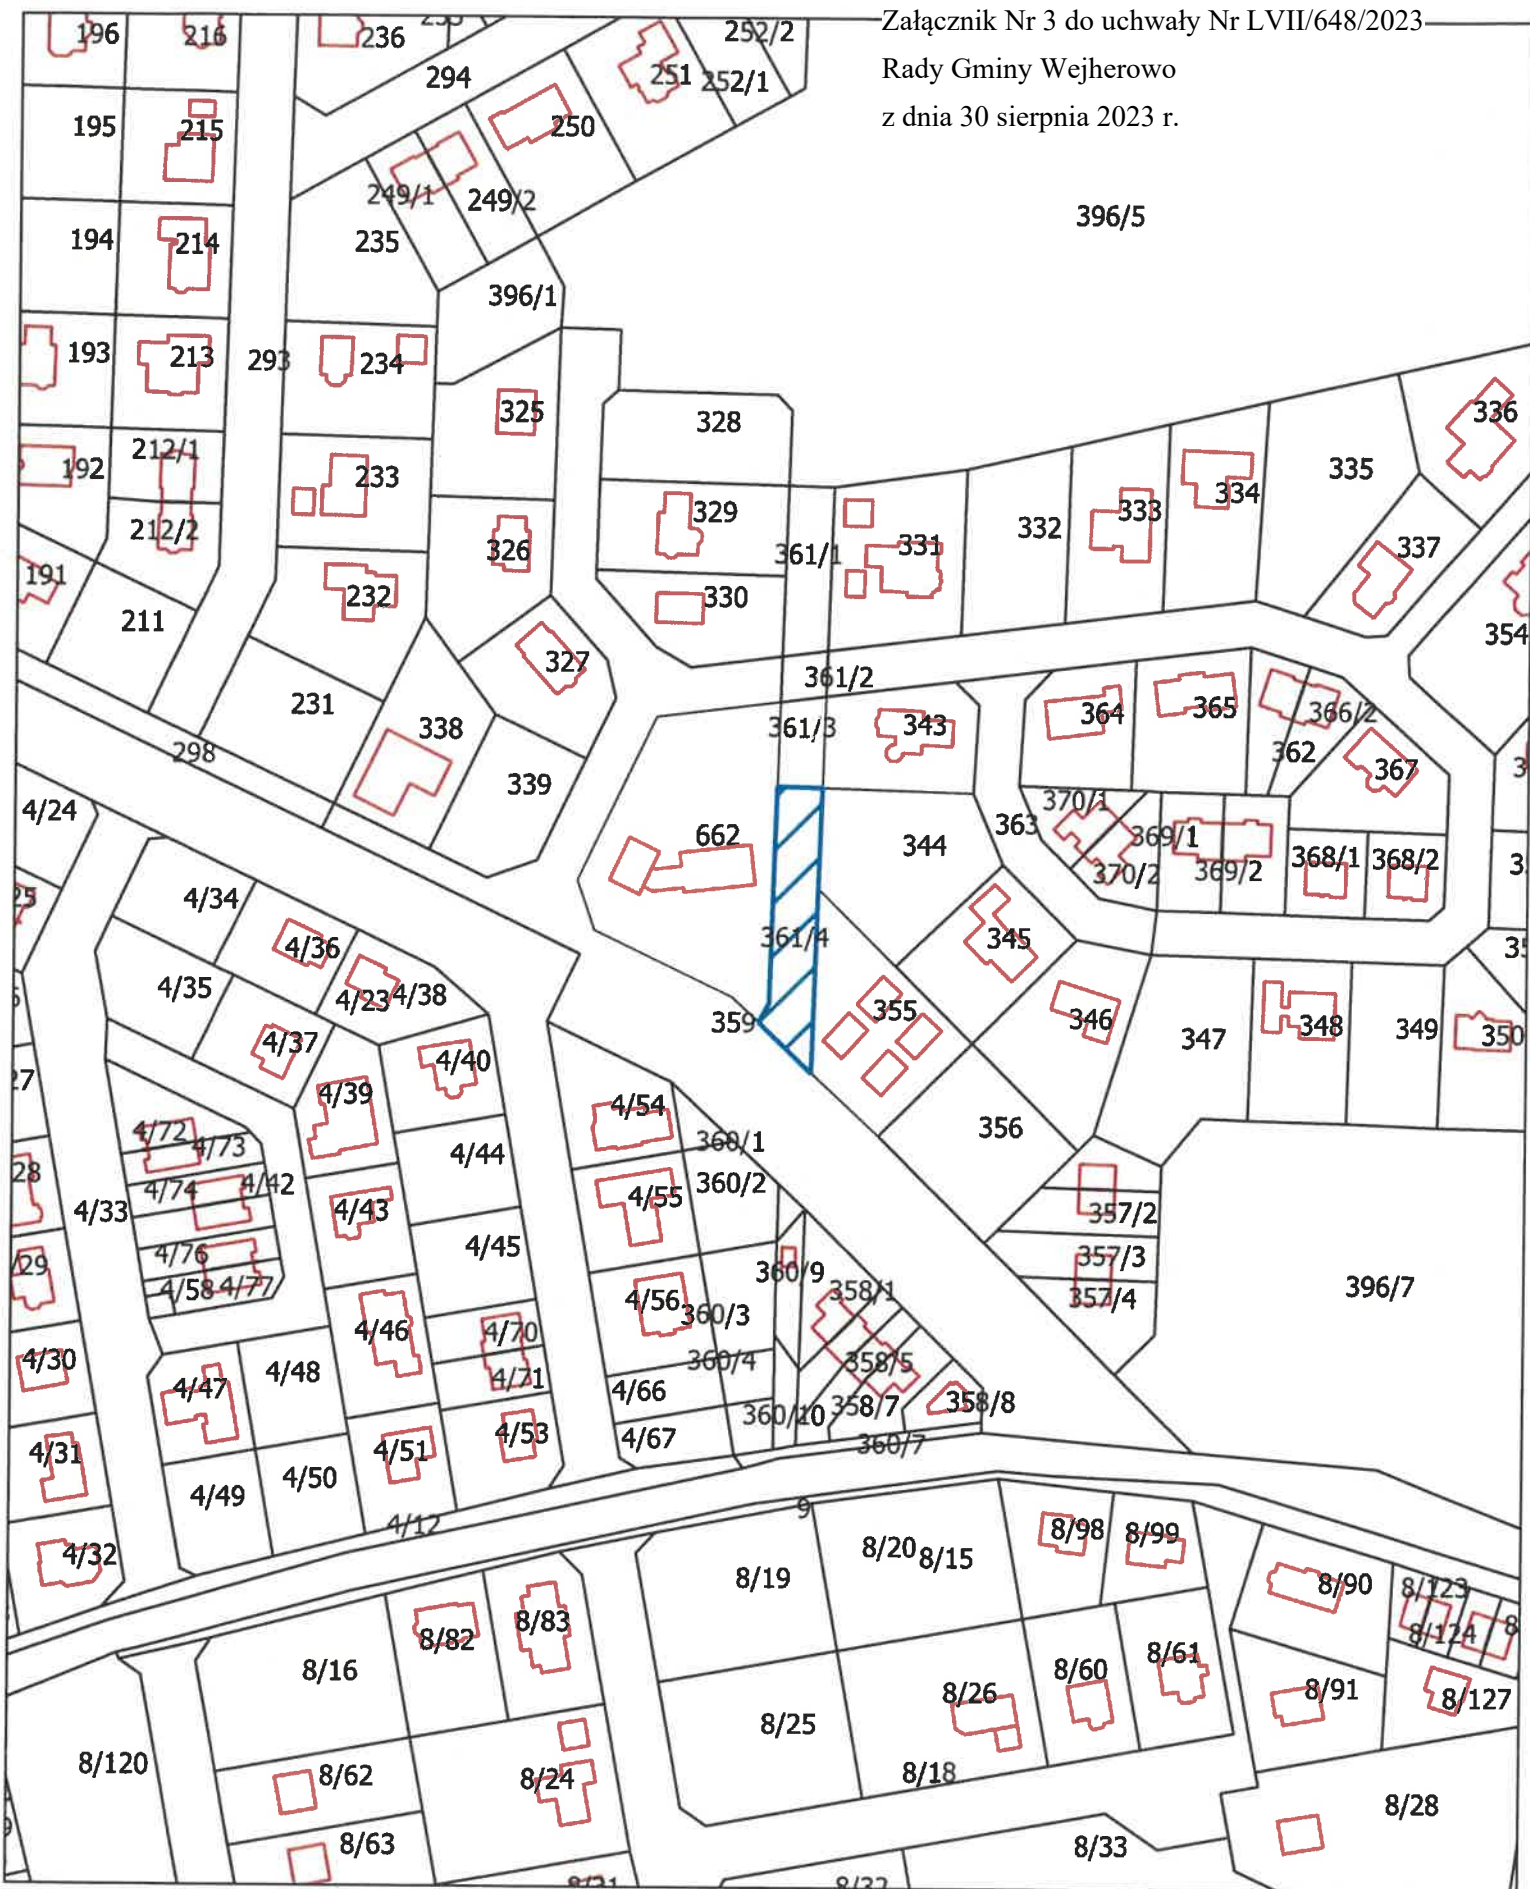 Załącznik Nr 3 do uchwały Nr LVII/648/2023
Rady Gminy Wejherowo
z dnia 30 sierpnia 2023 r.
196 216 236 252/2
294 251 252/1
195 215 250
249/1 249/2
194 214 235 396/5
396/1
193 213 293 234
325 328 336
192 212/1 233 335
334
212/2 326 329 361/1 331 332 333 337
191 232 330
211 327 354
231 338 361/2
298 339 361/3 343 364 365 366/2
362 367
4/24 662 344 363 370/1 369/1
370/2 369/2 368/1 368/2
4/34 4/36 361/4 345
4/35 4/23 4/38 359 355 346 347 348 349 350
4/37 4/40
4/39 4/54 356
4/72 4/73 4/44 360/1
4/74 4/42 4/55 360/2
4/33 4/43 357/2
4/76 4/45 357/3
4/58 4/77 4/56 360/9 358/1 357/4 396/7
360/3
4/30 4/46 4/70 360/4 358/5
4/47 4/48 4/71 4/66 358/7 358/8
4/31 4/51 4/53 4/67 360/10 360/7
4/49 4/50
4/12 9
4/32 8/19 8/20 8/15 8/98 8/99
8/90 8/123
8/82 8/83 8/124
8/16 8/26 8/60 8/61 8/91 8/127
8/25
8/120 8/62 8/24 8/18
8/28
8/63 8/33